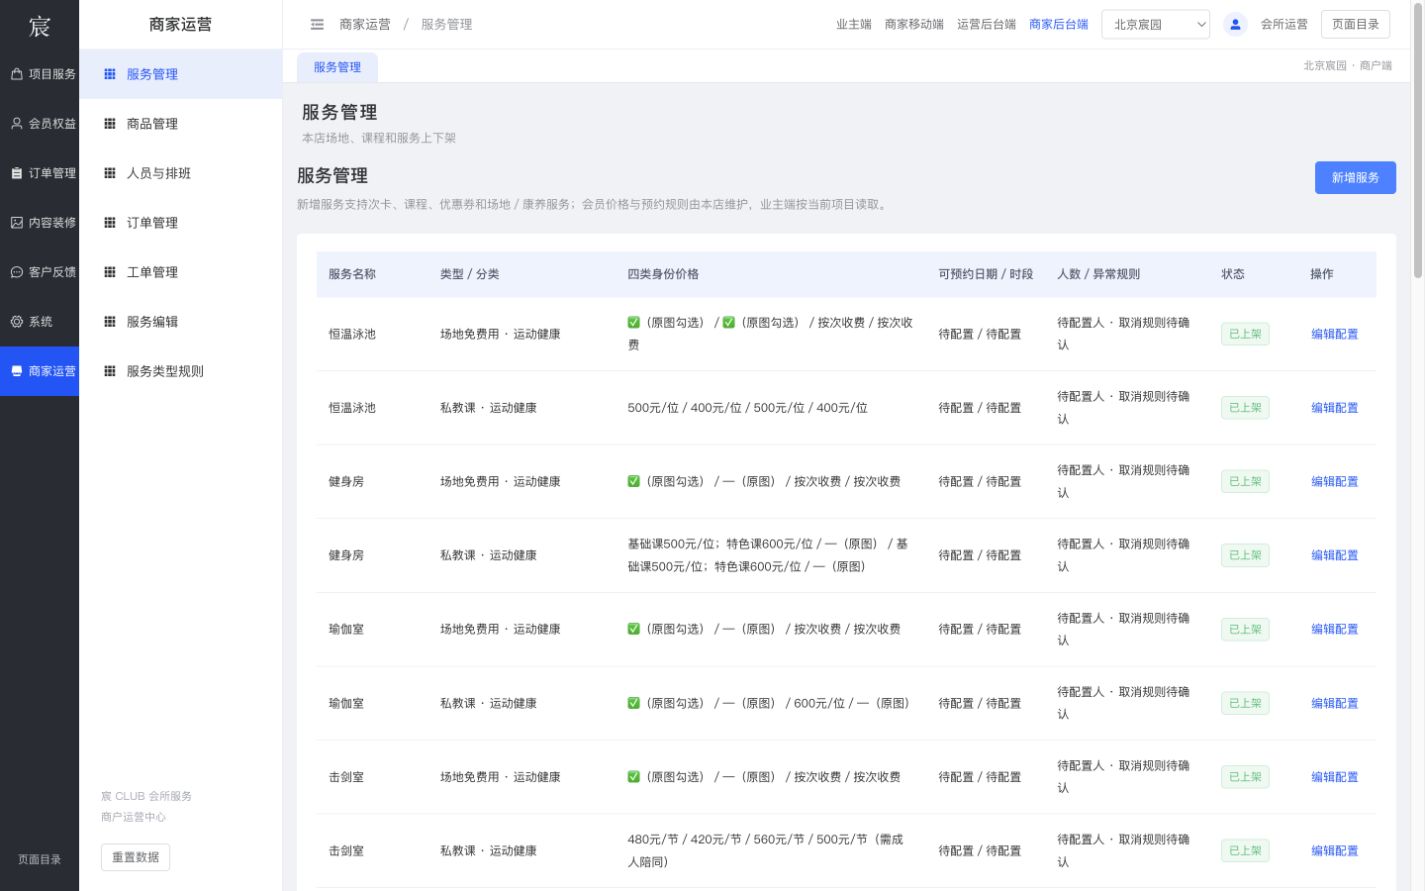 宸
项目服务
会员权益
订单管理
内容装修
客户反馈
系统
商家运营
页面目录
商家运营
服务管理
商品管理
人员与排班
订单管理
工单管理
服务编辑
服务类型规则
宸 CLUB 会所服务
商户运营中心
重置数据
商家运营 / 服务管理
业主端 商家移动端 运营后台端 商家后台端 北京宸园 会所运营 页面目录
服务管理
北京宸园 · 商户端
服务管理
本店场地、课程和服务上下架
服务管理
新增服务
新增服务支持次卡、课程、优惠券和场地 / 康养服务；会员价格与预约规则由本店维护，业主端按当前项目读取。
服务名称 类型 / 分类 四类身份价格 可预约日期 / 时段 人数 / 异常规则 状态 操作
恒温泳池 场地免费用 · 运动健康 ✅（原图勾选） / ✅（原图勾选） / 按次收费 / 按次收
费 待配置 / 待配置 待配置人 · 取消规则待确
认 已上架 编辑配置
恒温泳池 私教课 · 运动健康 500元/位 / 400元/位 / 500元/位 / 400元/位 待配置 / 待配置 待配置人 · 取消规则待确
认 已上架 编辑配置
健身房 场地免费用 · 运动健康 ✅（原图勾选） / —（原图） / 按次收费 / 按次收费 待配置 / 待配置 待配置人 · 取消规则待确
认 已上架 编辑配置
健身房 私教课 · 运动健康 基础课500元/位；特色课600元/位 / —（原图） / 基
础课500元/位；特色课600元/位 / —（原图） 待配置 / 待配置 待配置人 · 取消规则待确
认 已上架 编辑配置
瑜伽室 场地免费用 · 运动健康 ✅（原图勾选） / —（原图） / 按次收费 / 按次收费 待配置 / 待配置 待配置人 · 取消规则待确
认 已上架 编辑配置
瑜伽室 私教课 · 运动健康 ✅（原图勾选） / —（原图） / 600元/位 / —（原图） 待配置 / 待配置 待配置人 · 取消规则待确
认 已上架 编辑配置
击剑室 场地免费用 · 运动健康 ✅（原图勾选） / —（原图） / 按次收费 / 按次收费 待配置 / 待配置 待配置人 · 取消规则待确
认 已上架 编辑配置
击剑室 私教课 · 运动健康 480元/节 / 420元/节 / 560元/节 / 500元/节（需成
人陪同） 待配置 / 待配置 待配置人 · 取消规则待确
认 已上架 编辑配置